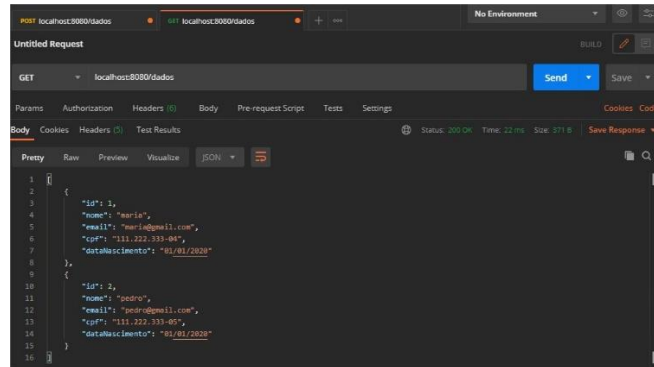 POST localhost:8080/dados GET localhost:8080/dados + ••• No Environment
Untitled Request BUILD
GET localhost:8080/dados Send Save
Params Authorization Headers (6) Body Pre-request Script Tests Settings Cookies Cod
Body Cookies Headers (5) Test Results Status: 200 OK Time: 22 ms Size: 371 B Save Response
Pretty Raw Preview Visualize JSON
1 [
2 {
3 "id": 1,
4 "nome": "maria",
5 "email": "maria@gmail.com",
6 "cpf": "111.222.333-04",
7 "dataNascimento": "01/01/2020"
8 },
9 {
10 "id": 2,
11 "nome": "pedro",
12 "email": "pedro@gmail.com",
13 "cpf": "111.222.333-05",
14 "dataNascimento": "01/01/2020"
15 }
16 ]